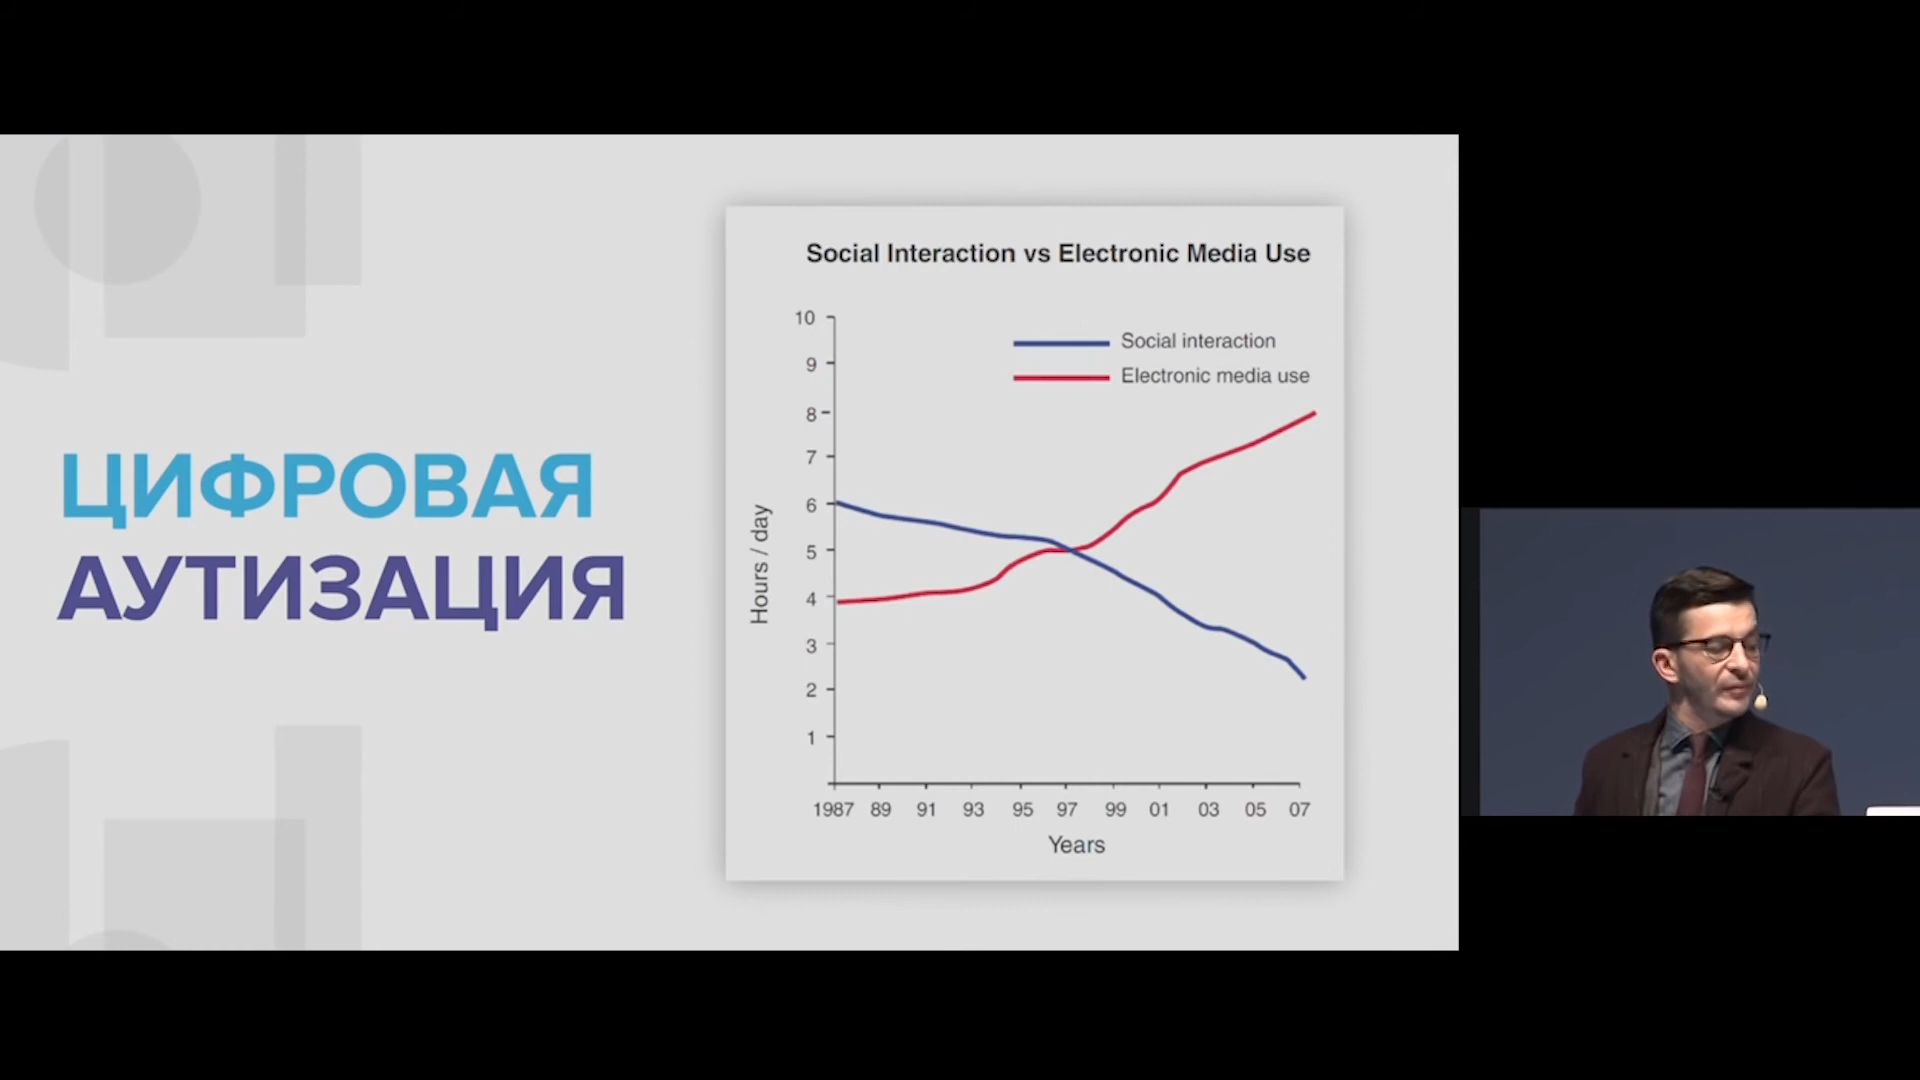 ЦИФРОВАЯ
АУТИЗАЦИЯ
Social Interaction vs Electronic Media Use
Social interaction
Electronic media use
10
9
8
7
6
5
4
3
2
1
Hours / day
1987 89 91 93 95 97 99 01 03 05 07
Years